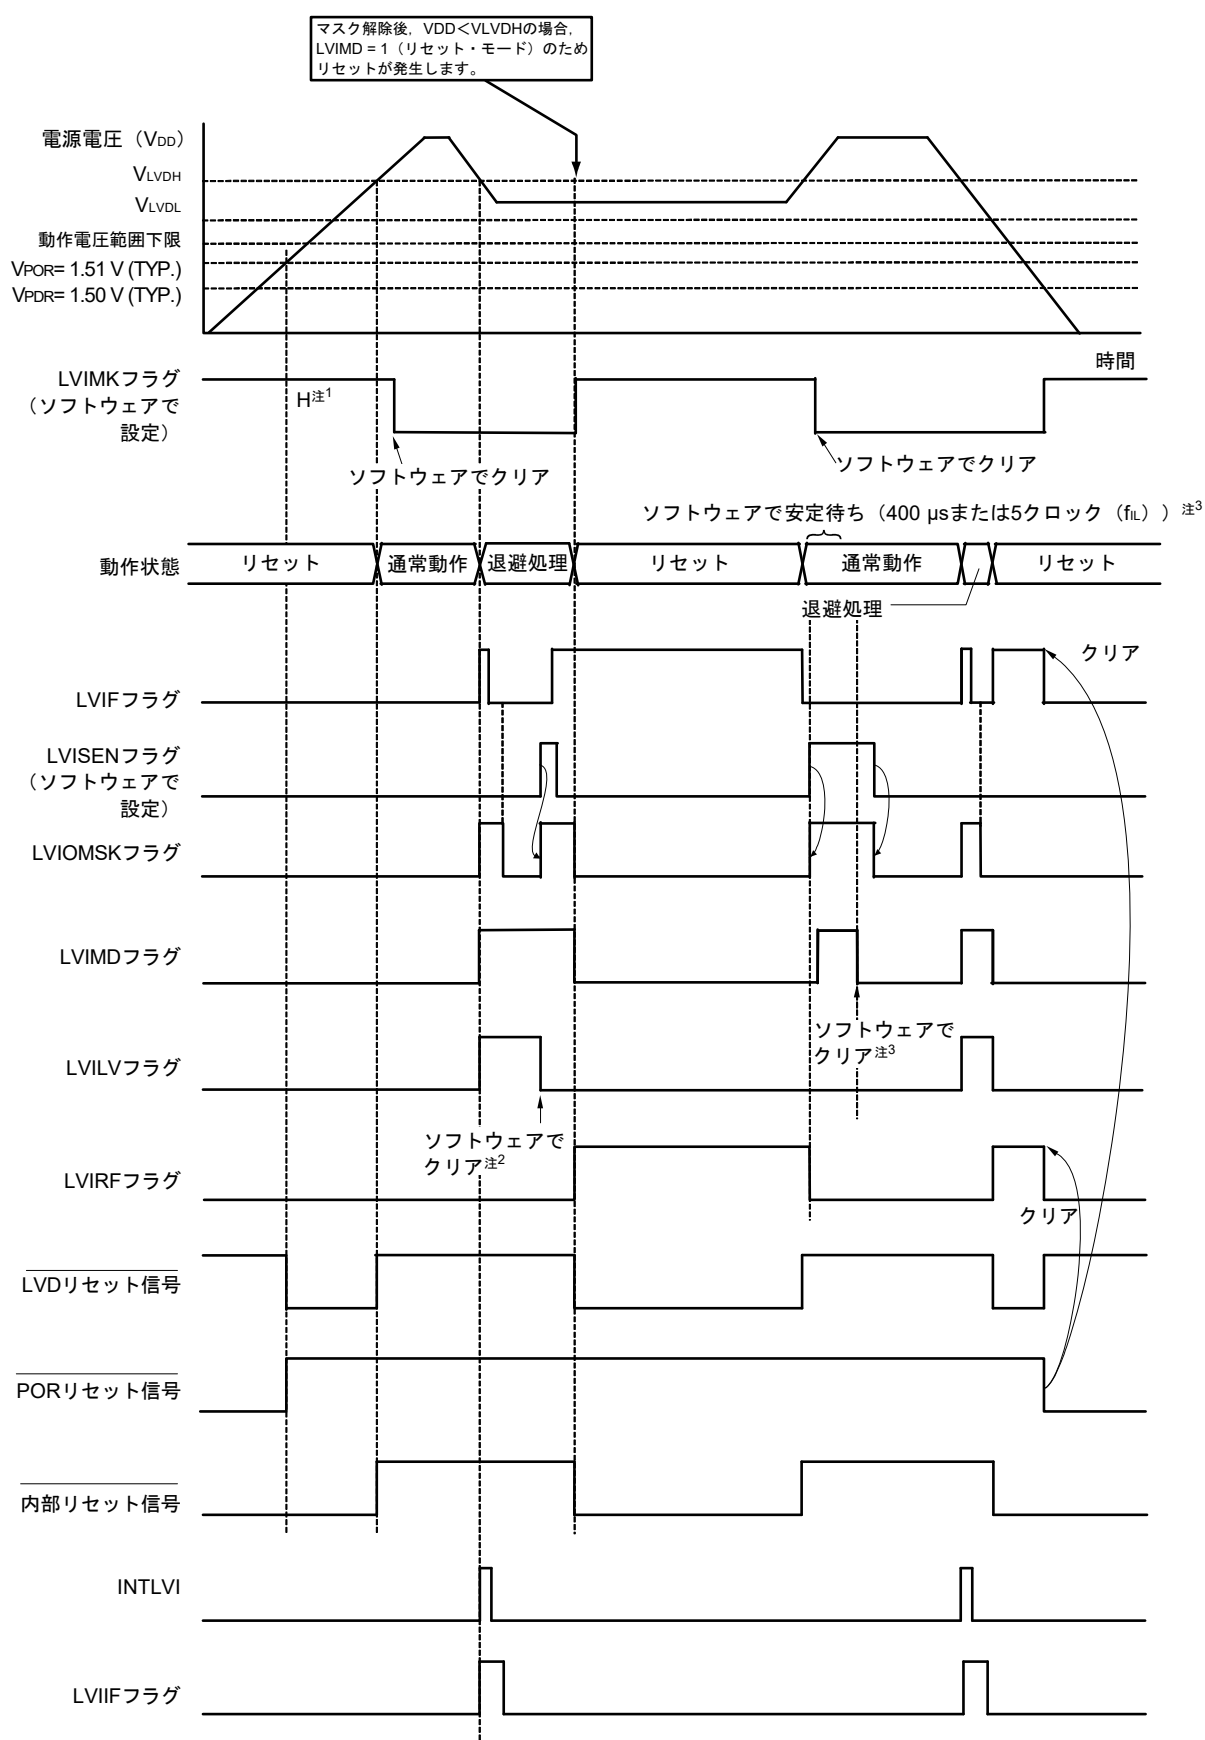 マスク解除後，VDD＜VLVDHの場合，
LVIMD = 1（リセット・モード）のため
リセットが発生します。
電源電圧（VDD）
VLVDH
VLVDL
動作電圧範囲下限
VPOR= 1.51 V (TYP.)
VPDR= 1.50 V (TYP.)
時間
LVIMKフラグ
（ソフトウェアで
設定）
H注1
ソフトウェアでクリア
ソフトウェアでクリア
ソフトウェアで安定待ち（400 μsまたは5クロック（fIL））注3
動作状態
リセット
通常動作
退避処理
リセット
通常動作
リセット
退避処理
クリア
LVIFフラグ
LVISENフラグ
（ソフトウェアで
設定）
LVIOMSKフラグ
LVIMDフラグ
ソフトウェアで
クリア注3
LVILVフラグ
ソフトウェアで
クリア注2
LVIRFフラグ
クリア
LVDリセット信号
PORリセット信号
内部リセット信号
INTLVI
LVIIFフラグ